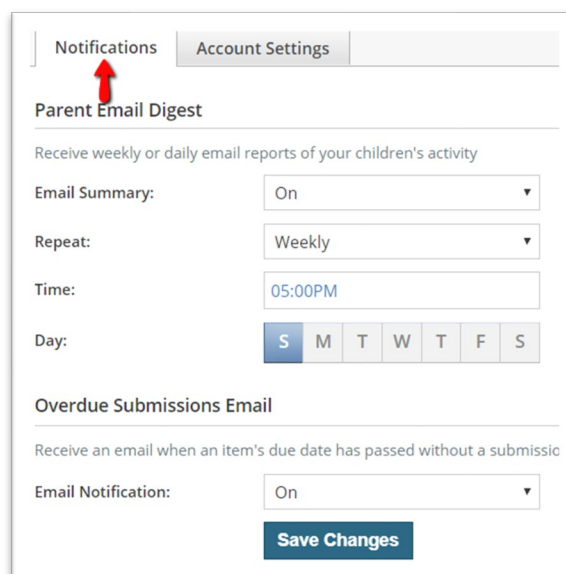 Notifications Account Settings
Parent Email Digest
Receive weekly or daily email reports of your children's activity
Email Summary: On
Repeat: Weekly
Time: 05:00PM
Day: S M T W T F S
Overdue Submissions Email
Receive an email when an item's due date has passed without a submissio
Email Notification: On
Save Changes